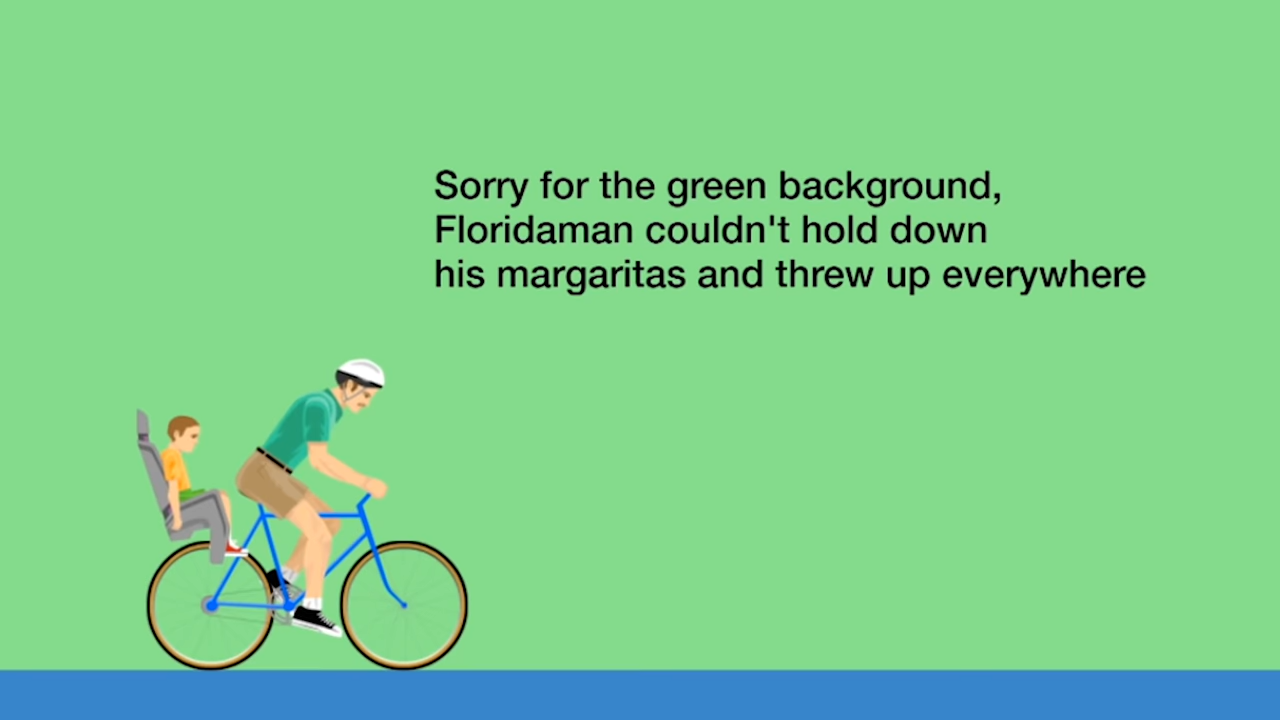 Sorry for the green background,
Floridaman couldn't hold down
his margaritas and threw up everywhere